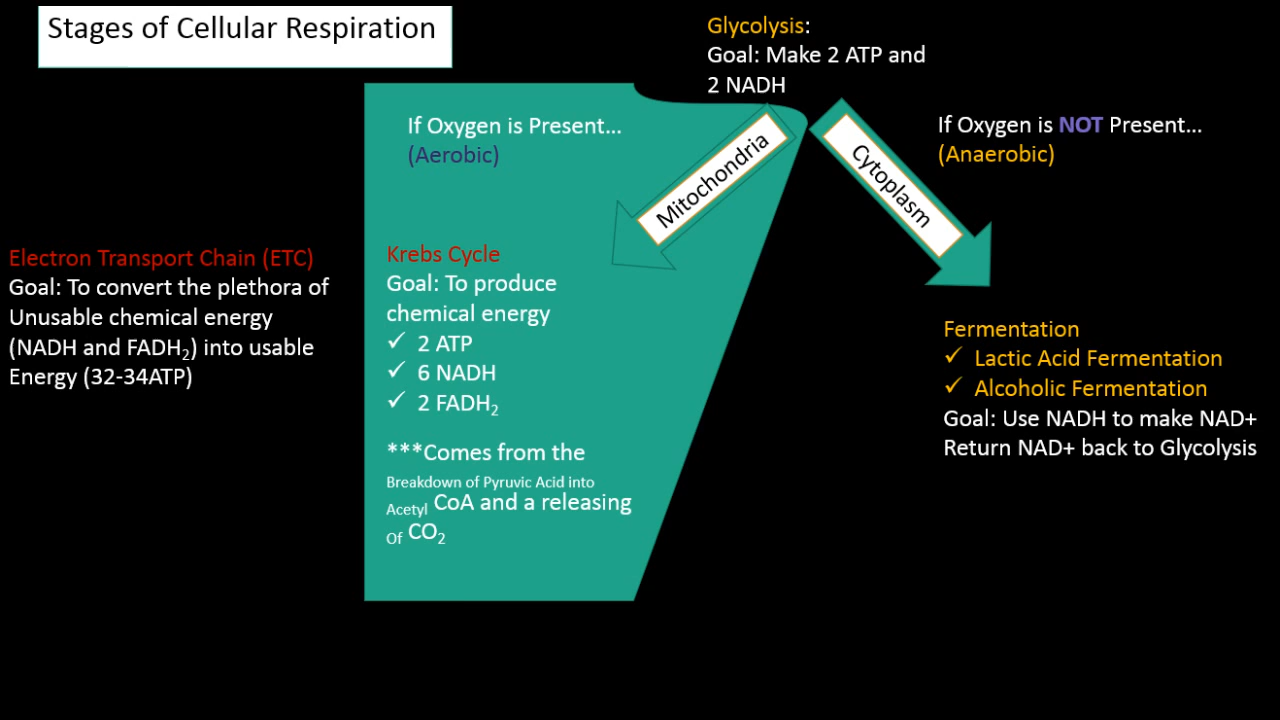 Stages of Cellular Respiration
Glycolysis:
Goal: Make 2 ATP and
2 NADH
If Oxygen is Present...
(Aerobic)
Mitochondria
Cytoplasm
If Oxygen is NOT Present...
(Anaerobic)
Electron Transport Chain (ETC)
Goal: To convert the plethora of
Unusable chemical energy
(NADH and FADH₂) into usable
Energy (32-34ATP)
Krebs Cycle
Goal: To produce
chemical energy
✓ 2 ATP
✓ 6 NADH
✓ 2 FADH₂
***Comes from the
Breakdown of Pyruvic Acid into
Acetyl CoA and a releasing
Of CO₂
Fermentation
✓ Lactic Acid Fermentation
✓ Alcoholic Fermentation
Goal: Use NADH to make NAD+
Return NAD+ back to Glycolysis